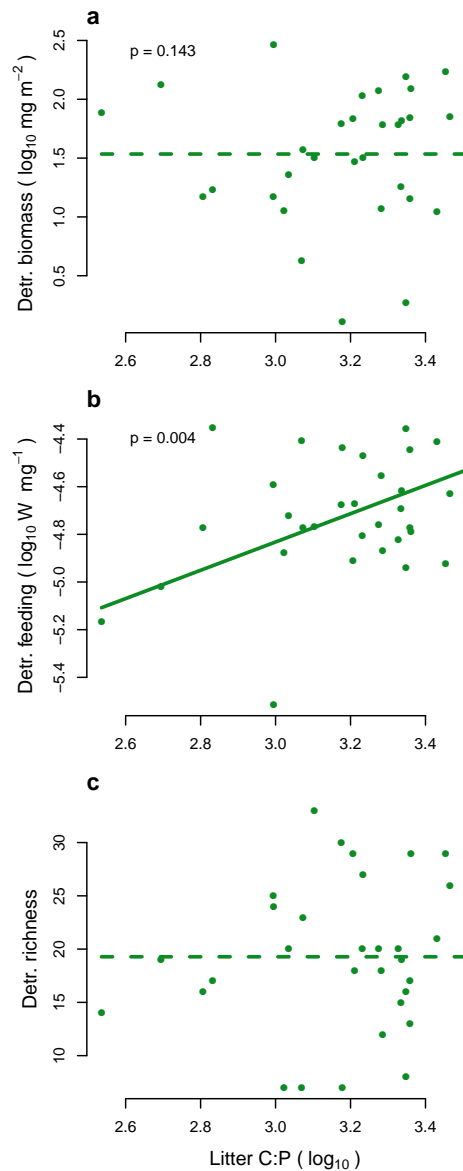 a
p = 0.143
Detr. biomass ( log₁₀ mg m⁻² )
2.5
2.0
1.5
1.0
0.5
2.6 2.8 3.0 3.2 3.4
b
p = 0.004
Detr. feeding ( log₁₀ W mg⁻¹ )
−4.4
−4.6
−4.8
−5.0
−5.2
−5.4
2.6 2.8 3.0 3.2 3.4
c
Detr. richness
30
25
20
15
10
2.6 2.8 3.0 3.2 3.4
Litter C:P ( log₁₀ )